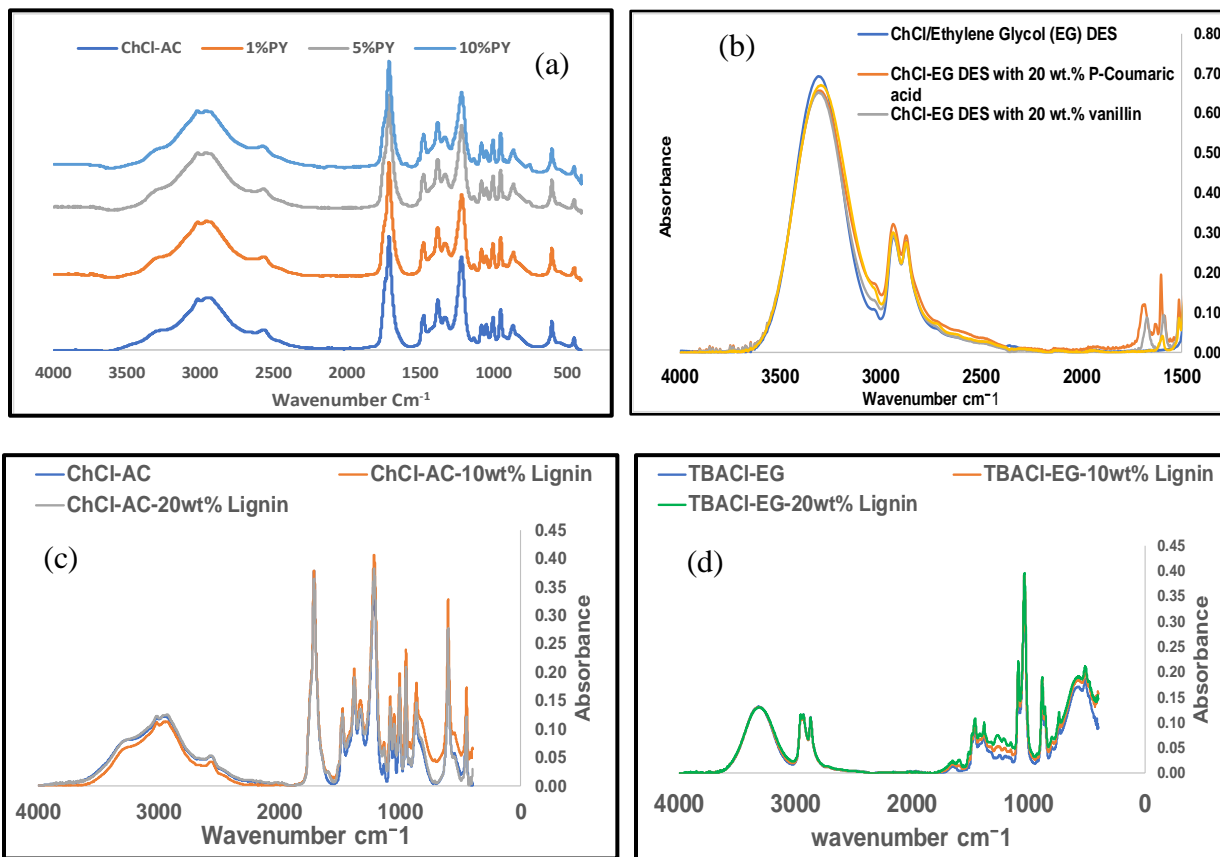 ChCl-AC 1%PY 5%PY 10%PY
(a)
4000 3500 3000 2500 2000 1500 1000 500
Wavenumber Cm-1
(b)
ChCl/Ethylene Glycol (EG) DES
ChCl-EG DES with 20 wt.% P-Coumaric
acid
ChCl-EG DES with 20 wt.% vanillin
0.80
0.70
0.60
0.50
0.40
0.30
0.20
0.10
0.00
Absorbance
4000 3500 3000 2500 2000 1500
Wavenumber cm⁻1
ChCl-AC ChCl-AC-10wt% Lignin
ChCl-AC-20wt% Lignin
(c)
0.45
0.40
0.35
0.30
0.25
0.20
0.15
0.10
0.05
0.00
Absorbance
4000 3000 2000 1000 0
Wavenumber cm⁻1
TBACl-EG TBACl-EG-10wt% Lignin
TBACl-EG-20wt% Lignin
(d)
0.45
0.40
0.35
0.30
0.25
0.20
0.15
0.10
0.05
0.00
Absorbance
4000 3000 2000 1000 0
wavenumber cm⁻1